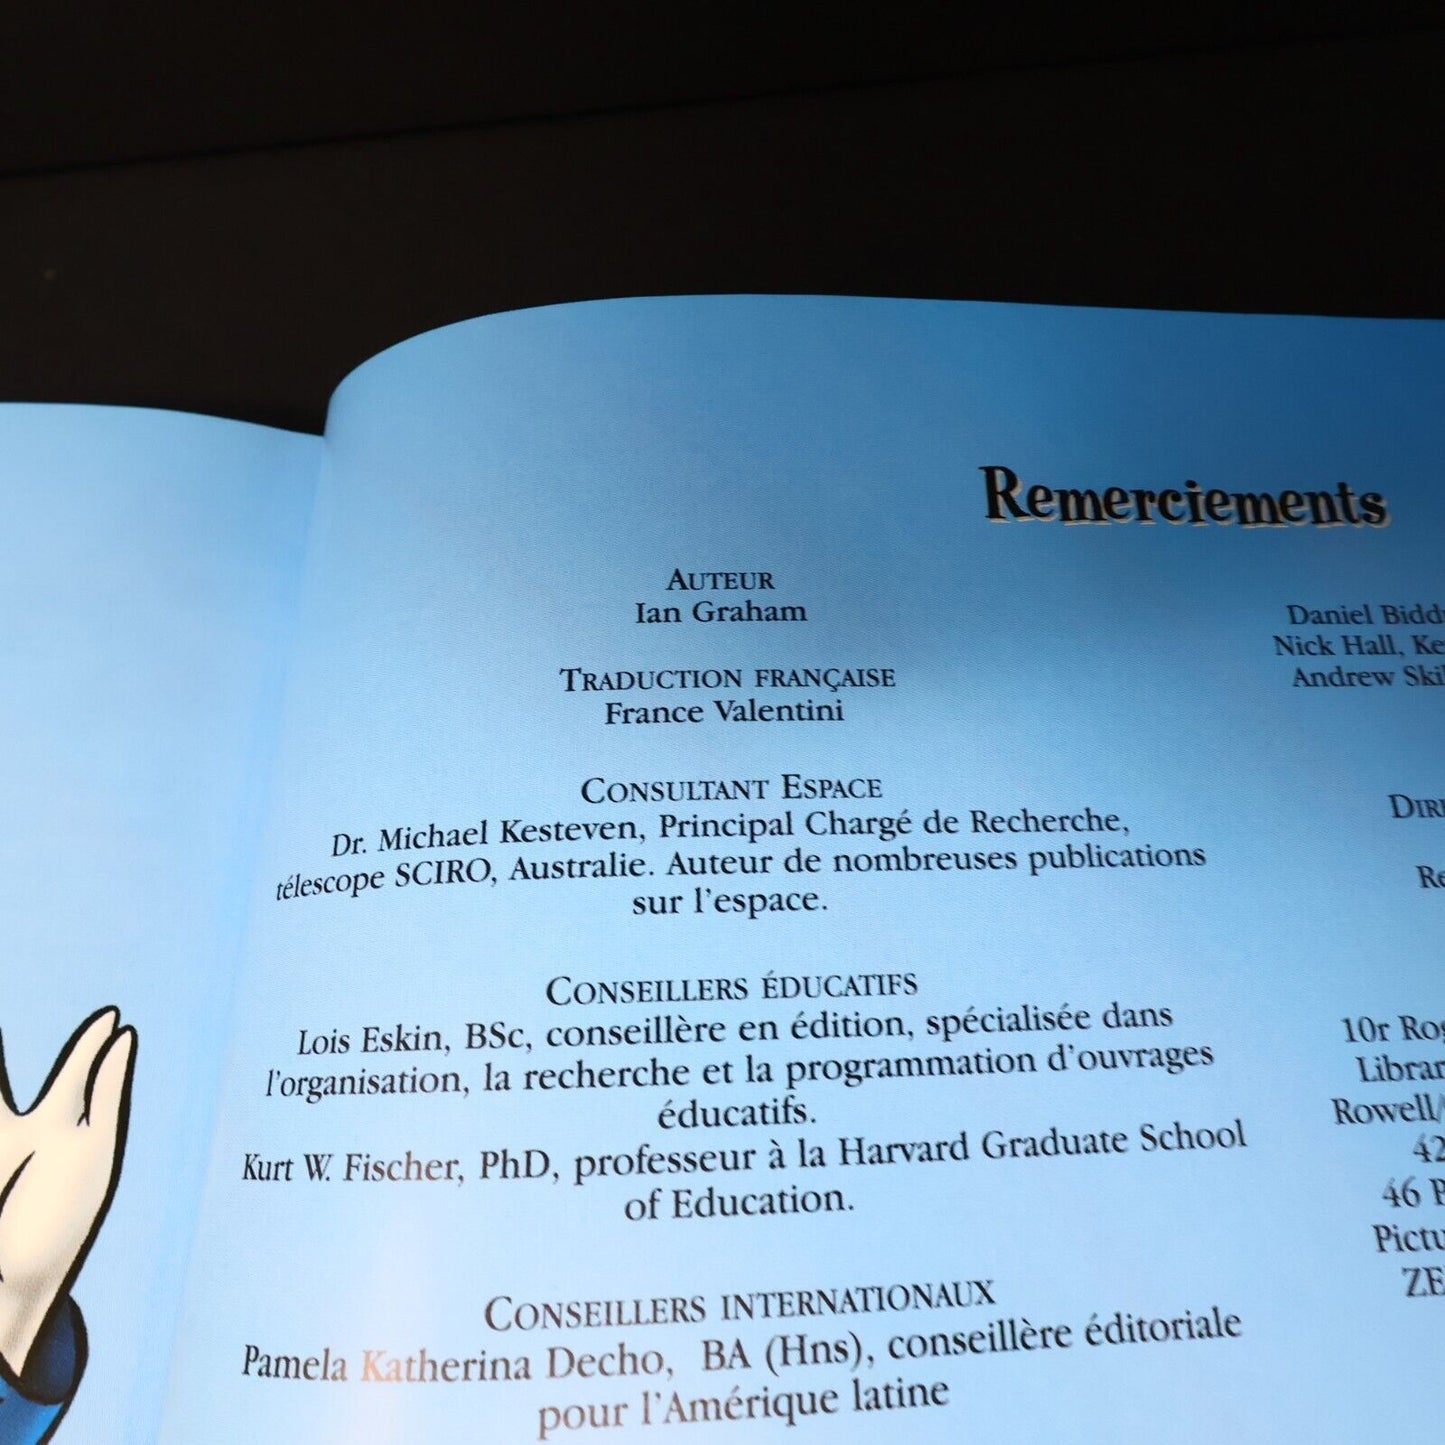 Remerciements
AUTEUR
Ian Graham
TRADUCTION FRANÇAISE
France Valentini
CONSULTANT ESPACE
Dr. Michael Kesteven, Principal Chargé de Recherche,
télescope SCIRO, Australie. Auteur de nombreuses publications
sur l'espace.
CONSEILLERS ÉDUCATIFS
Lois Eskin, BSc, conseillère en édition, spécialisée dans
l'organisation, la recherche et la programmation d'ouvrages
éducatifs.
Kurt W. Fischer, PhD, professeur à la Harvard Graduate School
of Education.
CONSEILLERS INTERNATIONAUX
Pamela Katherina Decho, BA (Hns), conseillère éditoriale
pour l'Amérique latine
Daniel
Nick Hall,
Andrew
10r
46